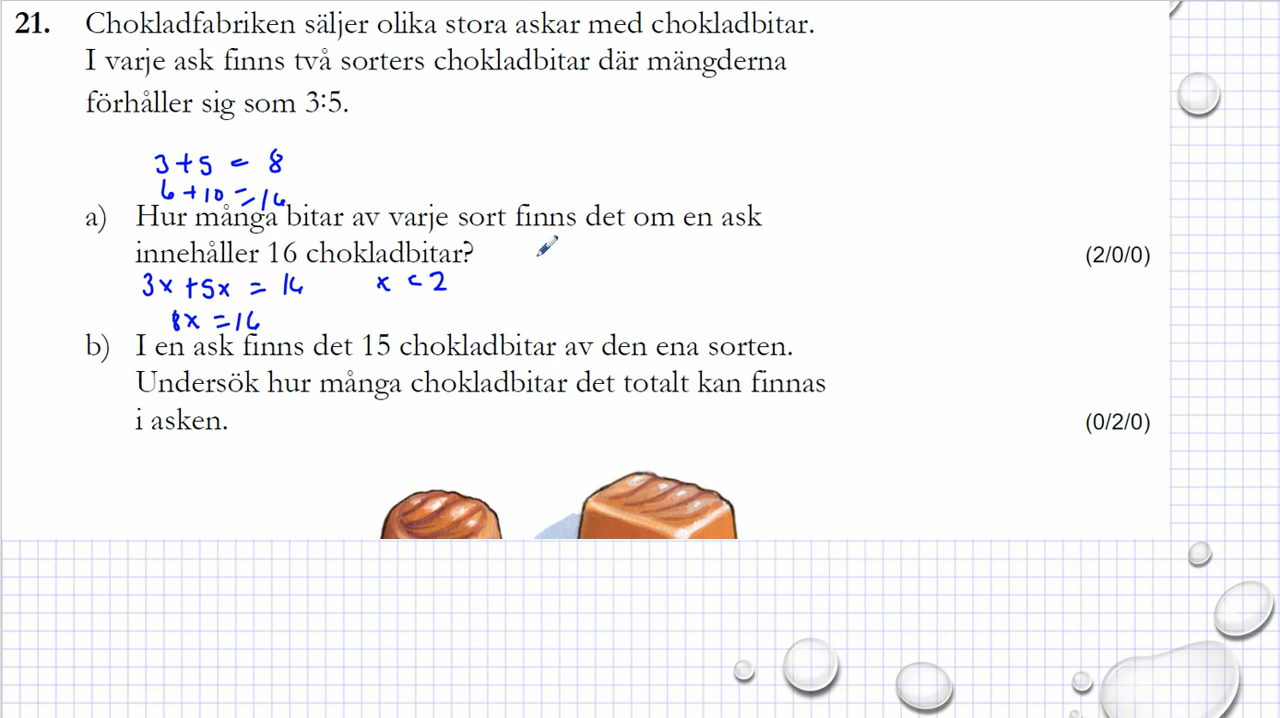 21. Chokladfabriken säljer olika stora askar med chokladbitar.
I varje ask finns två sorters chokladbitar där mängderna
förhåller sig som 3:5.
3 + 5 = 8
6 + 10 = 16
a) Hur många bitar av varje sort finns det om en ask
innehåller 16 chokladbitar? (2/0/0)
3x + 5x = 16 x = 2
8x = 16
b) I en ask finns det 15 chokladbitar av den ena sorten.
Undersök hur många chokladbitar det totalt kan finnas
i asken. (0/2/0)